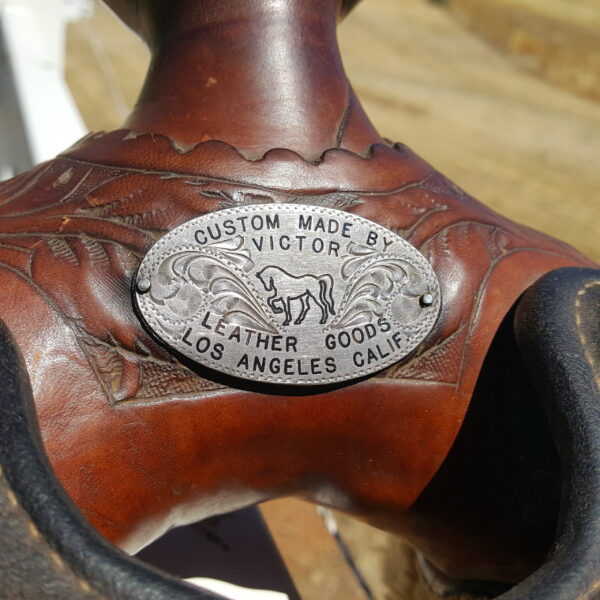 CUSTOM MADE BY
VICTOR
LEATHER GOODS
LOS ANGELES CALIF.